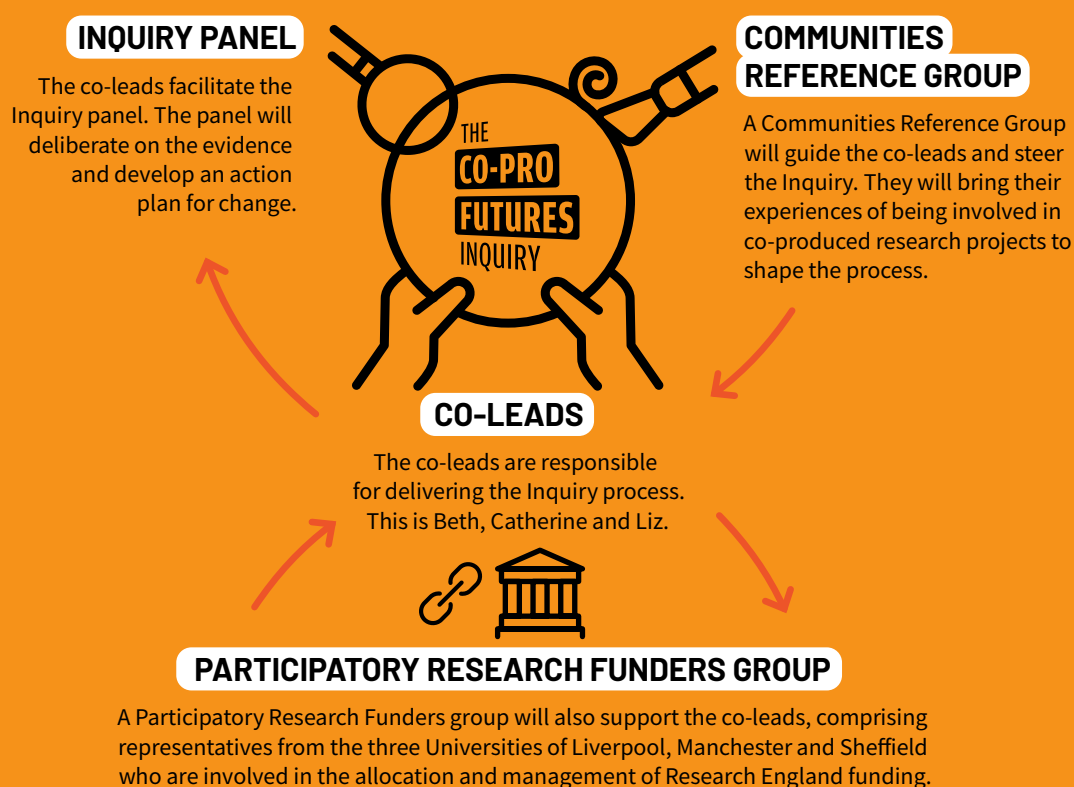 INQUIRY PANEL
The co-leads facilitate the
Inquiry panel. The panel will
deliberate on the evidence
and develop an action
plan for change.
THE
CO-PRO
FUTURES
INQUIRY
COMMUNITIES
REFERENCE GROUP
A Communities Reference Group
will guide the co-leads and steer
the Inquiry. They will bring their
experiences of being involved in
co-produced research projects to
shape the process.
CO-LEADS
The co-leads are responsible
for delivering the Inquiry process.
This is Beth, Catherine and Liz.
PARTICIPATORY RESEARCH FUNDERS GROUP
A Participatory Research Funders group will also support the co-leads, comprising
representatives from the three Universities of Liverpool, Manchester and Sheffield
who are involved in the allocation and management of Research England funding.